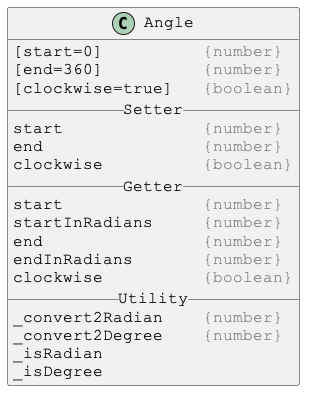 C Angle
[start=0] {number}
[end=360] {number}
[clockwise=true] {boolean}
Setter
start {number}
end {number}
clockwise {boolean}
Getter
start {number}
startInRadians {number}
end {number}
endInRadians {number}
clockwise {boolean}
Utility
_convert2Radian {number}
_convert2Degree {number}
_isRadian
_isDegree